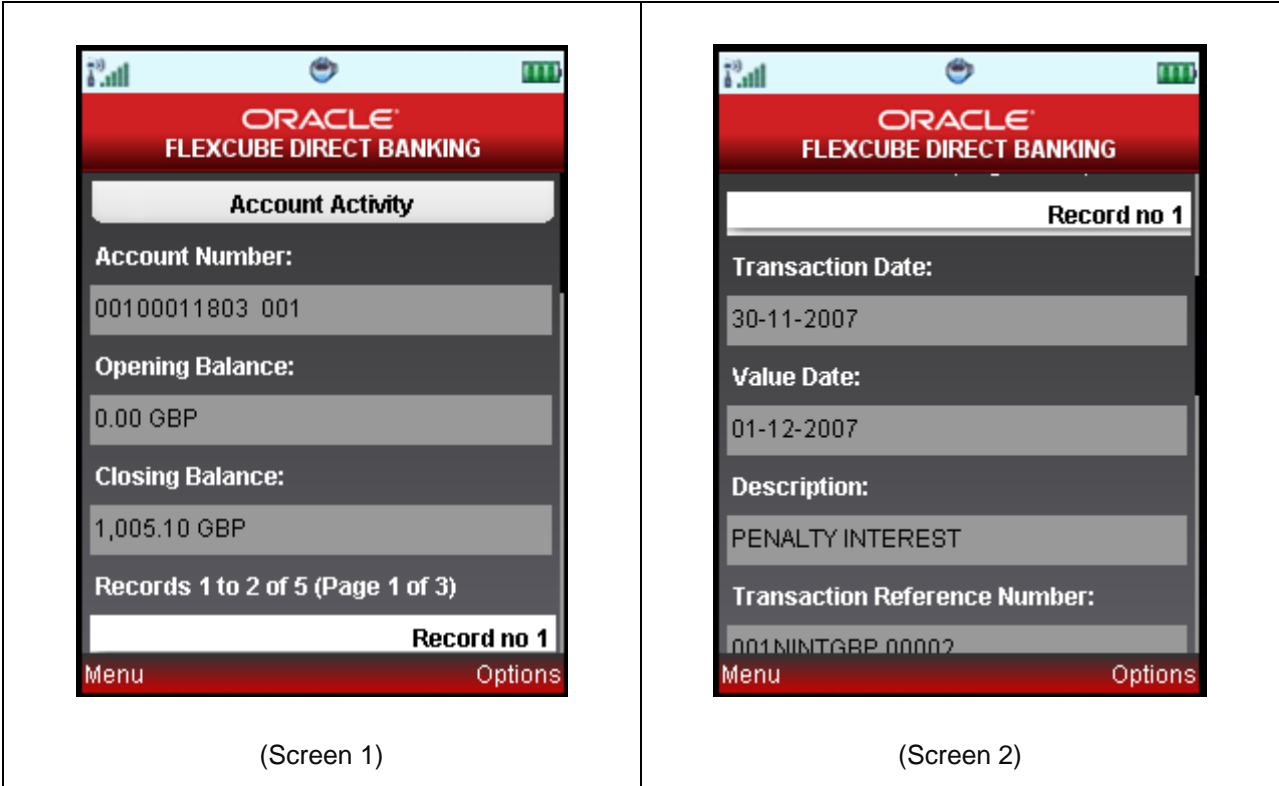 ORACLE
FLEXCUBE DIRECT BANKING
Account Activity
Account Number:
00100011803 001
Opening Balance:
0.00 GBP
Closing Balance:
1,005.10 GBP
Records 1 to 2 of 5 (Page 1 of 3)
Record no 1
Menu Options
(Screen 1)
ORACLE
FLEXCUBE DIRECT BANKING
Record no 1
Transaction Date:
30-11-2007
Value Date:
01-12-2007
Description:
PENALTY INTEREST
Transaction Reference Number:
001NINTGBP 00002
Menu Options
(Screen 2)